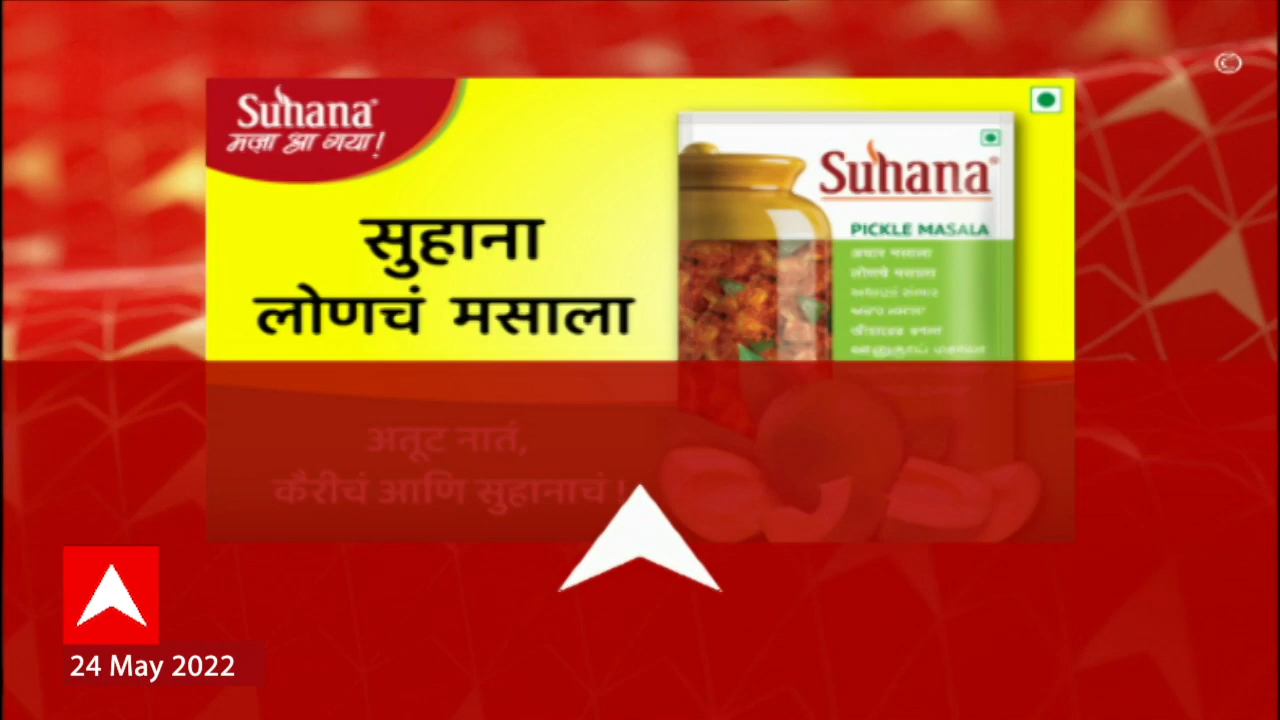 ©
Suhana®
मज़ा आ गया!
सुहाना
लोणचं मसाला
Suhana®
PICKLE MASALA
अचार मसाला
लोणचे मसाला
अतूट नातं,
कैरीचं आणि सुहानाचं !
24 May 2022